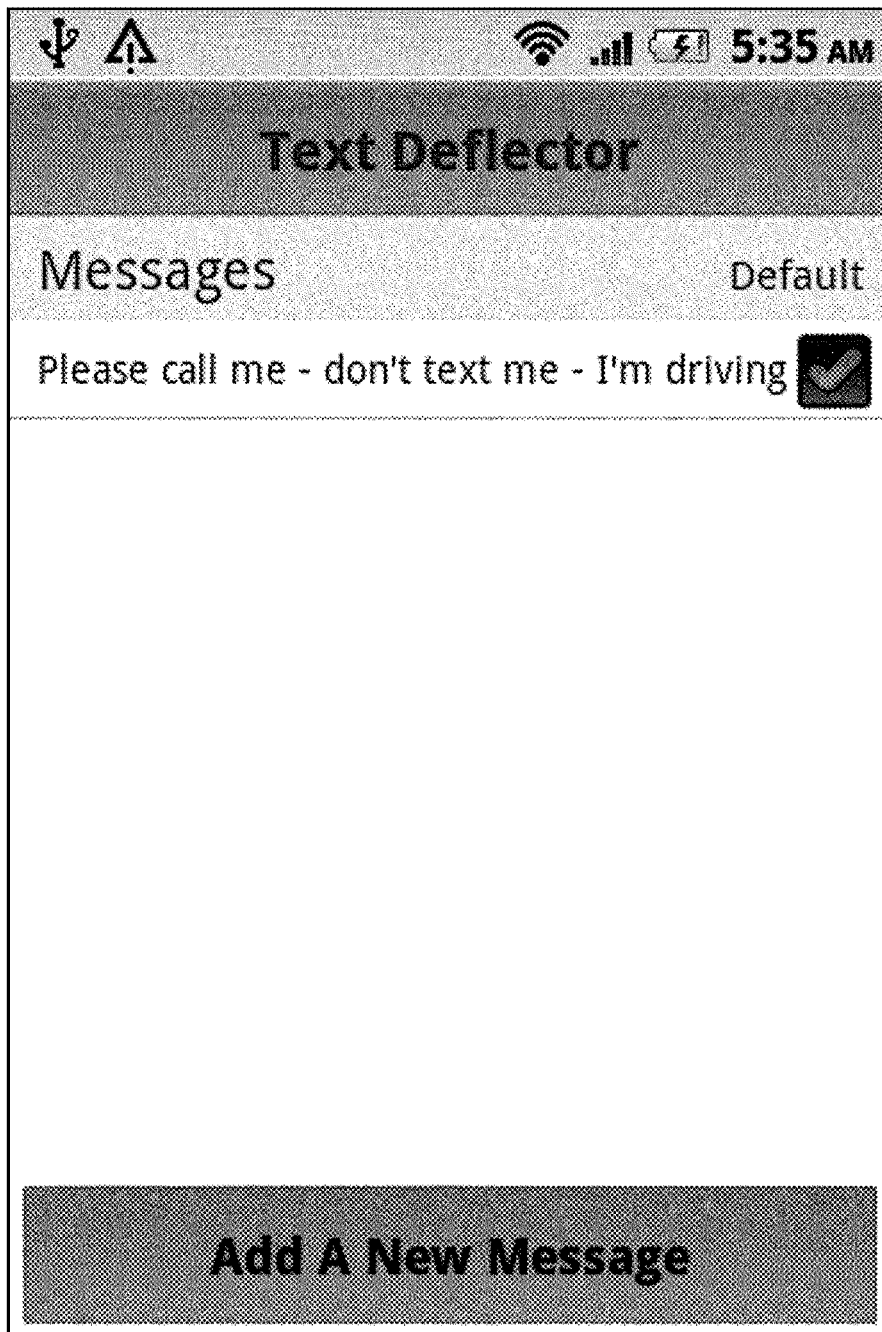 5:35 AM
Text Deflector
Messages Default
Please call me - don't text me - I'm driving
Add A New Message